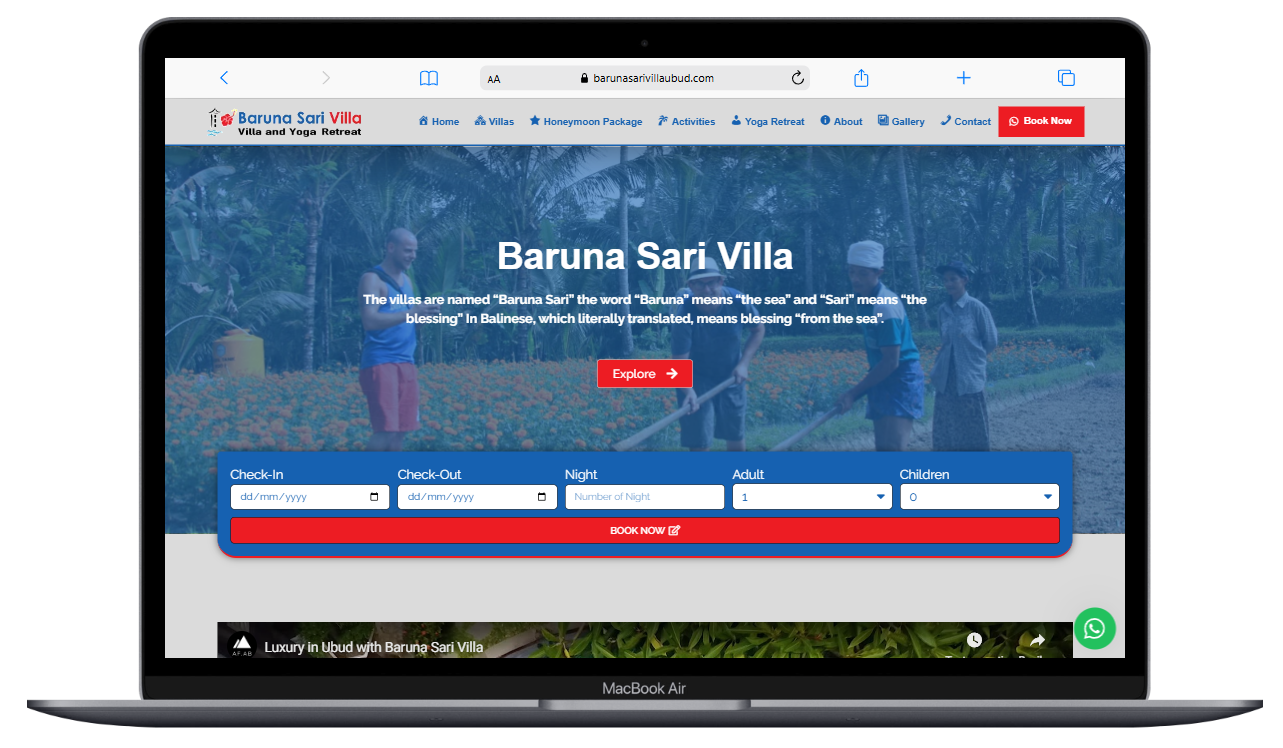 AA
barunasarivillaubud.com
Baruna Sari Villa
Villa and Yoga Retreat
Home
Villas
Honeymoon Package
Activities
Yoga Retreat
About
Gallery
Contact
Book Now
Baruna Sari Villa
The villas are named “Baruna Sari” the word “Baruna” means “the sea” and “Sari” means “the
blessing” In Balinese, which literally translated, means blessing “from the sea”.
Explore
Check-In
Check-Out
Night
Adult
Children
dd/mm/yyyy
dd/mm/yyyy
Number of Night
1
0
BOOK NOW
AF.AB
Luxury in Ubud with Baruna Sari Villa
MacBook Air